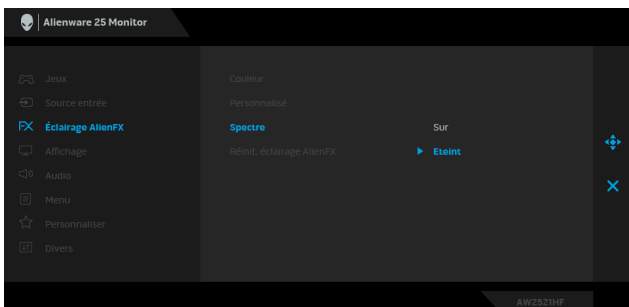 Alienware 25 Monitor
Jeux
Source entrée
FX Éclairage AlienFX
Affichage
Audio
Menu
Personnaliser
Divers
Couleur
Personnalisé
Spectre Sur
Réinit. éclairage AlienFX Eteint
AW2521HF